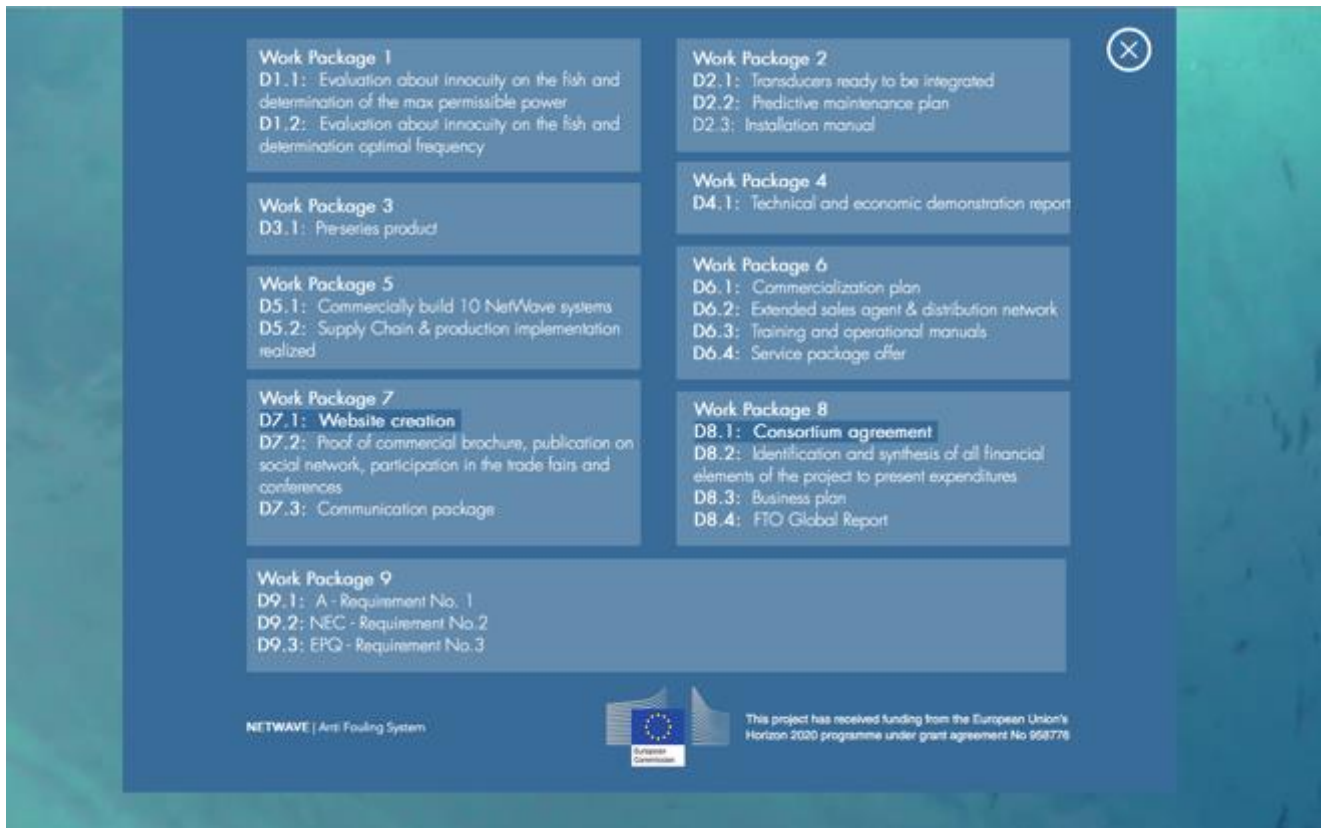 Work Package 1
D1.1: Evaluation about innocuity on the fish and
determination of the max permissible power
D1.2: Evaluation about innocuity on the fish and
determination optimal frequency
Work Package 2
D2.1: Transducers ready to be integrated
D2.2: Predictive maintenance plan
D2.3: Installation manual
Work Package 3
D3.1: Pre-series product
Work Package 4
D4.1: Technical and economic demonstration report
Work Package 5
D5.1: Commercially build 10 NetWave systems
D5.2: Supply Chain & production implementation
realized
Work Package 6
D6.1: Commercialization plan
D6.2: Extended sales agent & distribution network
D6.3: Training and operational manuals
D6.4: Service package offer
Work Package 7
D7.1: Website creation
D7.2: Proof of commercial brochure, publication on
social network, participation in the trade fairs and
conferences
D7.3: Communication package
Work Package 8
D8.1: Consortium agreement
D8.2: Identification and synthesis of all financial
elements of the project to present expenditures
D8.3: Business plan
D8.4: FTO Global Report
Work Package 9
D9.1: A - Requirement No. 1
D9.2: NEC - Requirement No.2
D9.3: EPQ - Requirement No.3
NETWAVE | Anti Fouling System
European
Commission
This project has received funding from the European Union's
Horizon 2020 programme under grant agreement No 958776